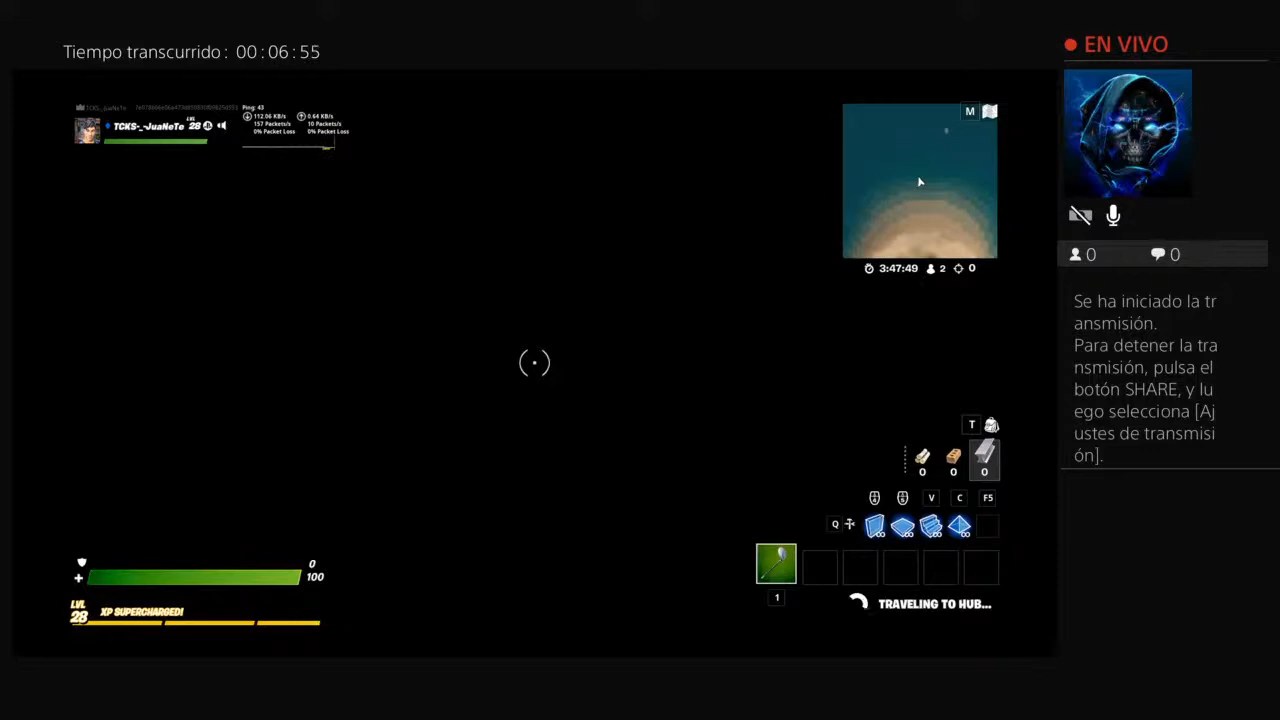 Tiempo transcurrido: 00:06:55
EN VIVO
Ping: 43
112.06 KB/s 0.64 KB/s
157 Packets/s 10 Packets/s
0% Packet Loss 0% Packet Loss
TCKS-_-JuaNeTe LVL 28
M
3:47:49 2 0
0 0
Se ha iniciado la tr
ansmisión.
Para detener la tra
nsmisión, pulsa el
botón SHARE, y lu
ego selecciona [Aj
ustes de transmisi
ón].
T
0 0 0
V C F5
Q
0
100
1
LVL
28
XP SUPERCHARGED!
TRAVELING TO HUB...